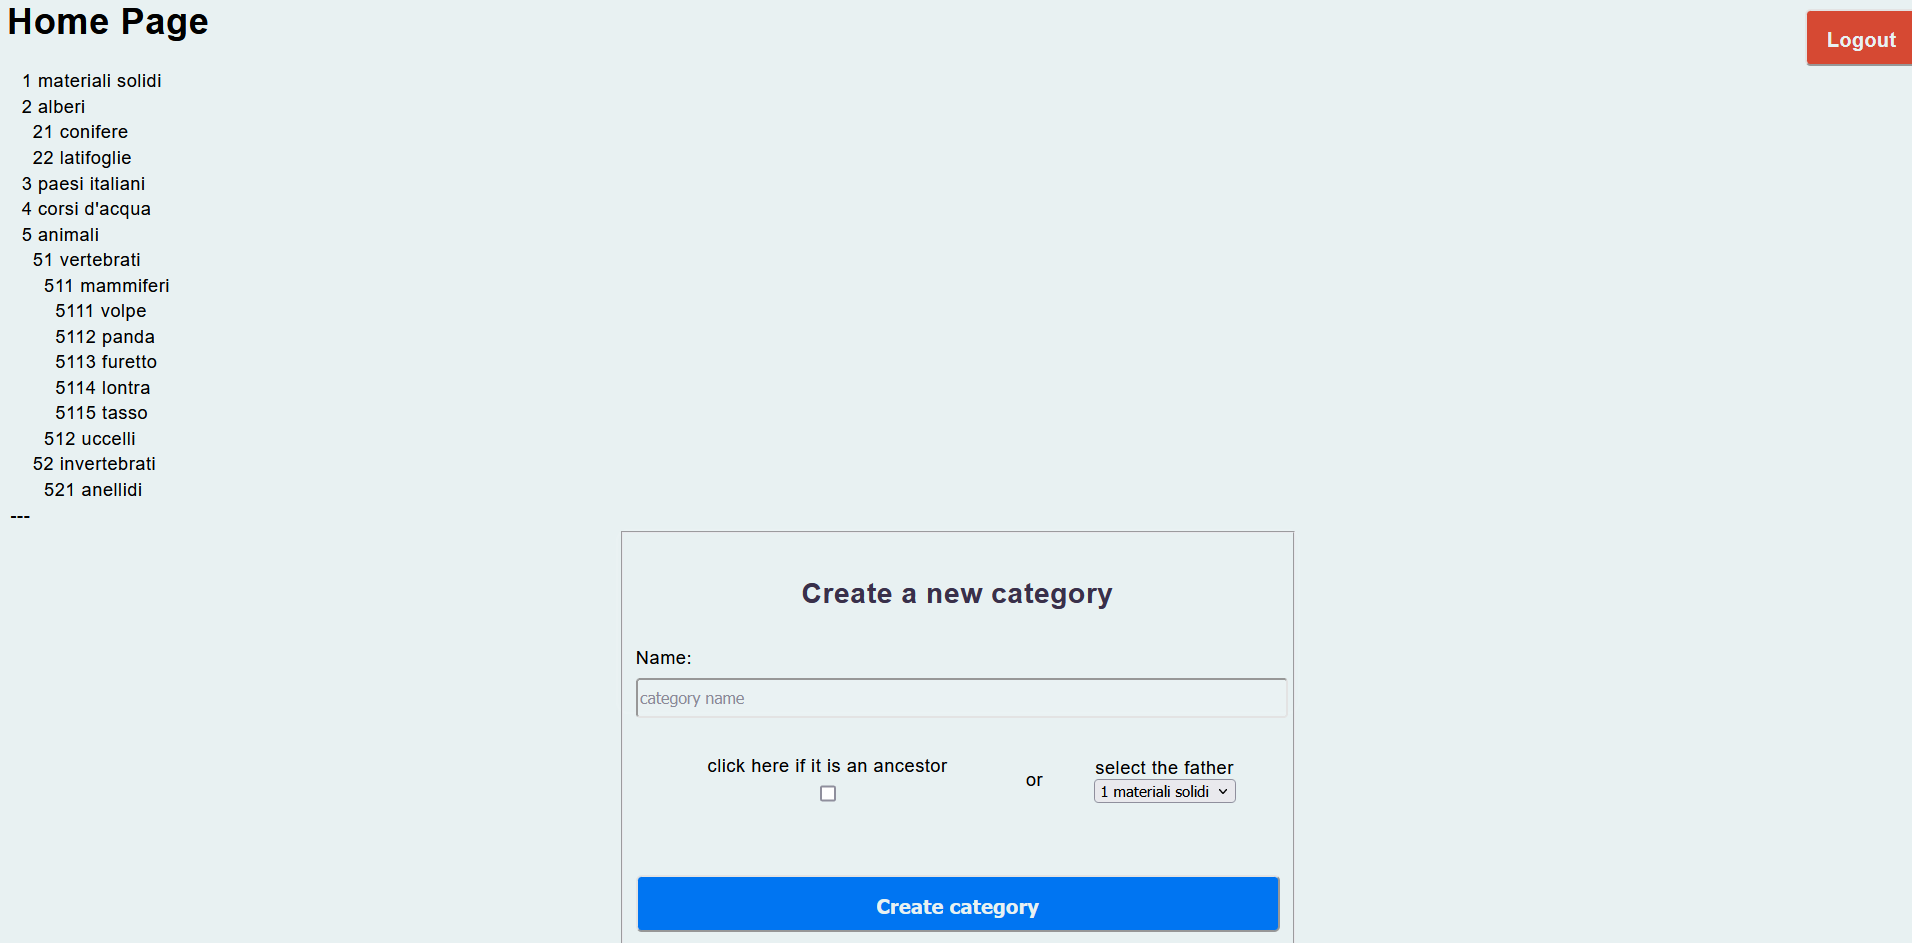 Home Page
Logout
1 materiali solidi
2 alberi
21 conifere
22 latifoglie
3 paesi italiani
4 corsi d'acqua
5 animali
51 vertebrati
511 mammiferi
5111 volpe
5112 panda
5113 furetto
5114 lontra
5115 tasso
512 uccelli
52 invertebrati
521 anellidi
---
Create a new category
Name:
category name
click here if it is an ancestor
or
select the father
1 materiali solidi
Create category